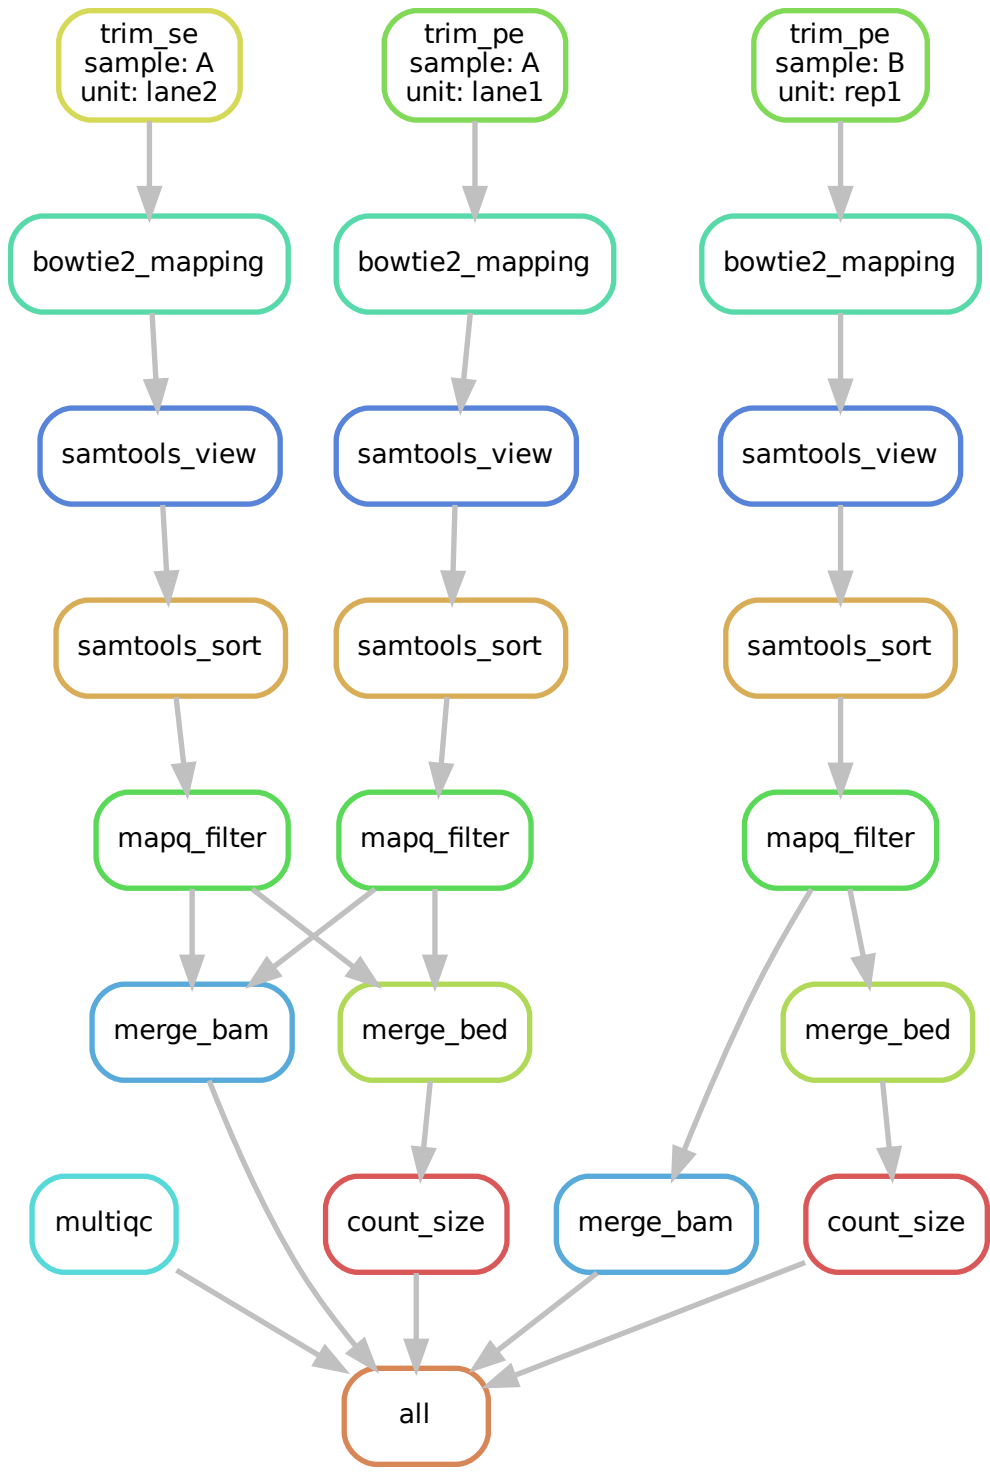 trim_se
sample: A
unit: lane2
trim_pe
sample: A
unit: lane1
trim_pe
sample: B
unit: rep1
bowtie2_mapping
bowtie2_mapping
bowtie2_mapping
samtools_view
samtools_view
samtools_view
samtools_sort
samtools_sort
samtools_sort
mapq_filter
mapq_filter
mapq_filter
merge_bam
merge_bed
merge_bed
multiqc
count_size
merge_bam
count_size
all